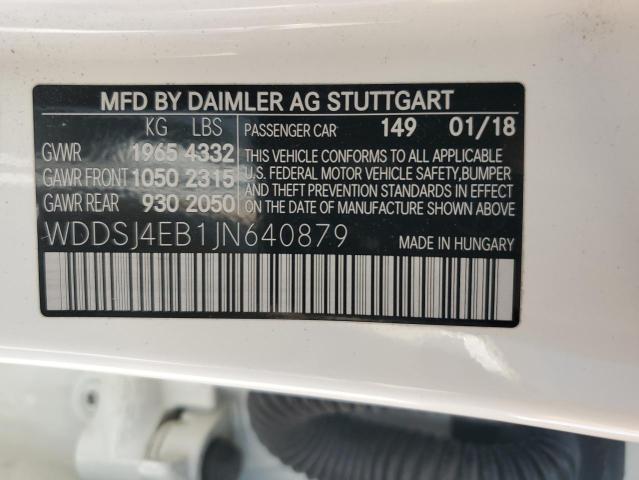 MFD BY DAIMLER AG STUTTGART
KG LBS PASSENGER CAR 149 01/18
GVWR 1965 4332 THIS VEHICLE CONFORMS TO ALL APPLICABLE
GAWR FRONT 1050 2315 U.S. FEDERAL MOTOR VEHICLE SAFETY,BUMPER
AND THEFT PREVENTION STANDARDS IN EFFECT
GAWR REAR 930 2050 ON THE DATE OF MANUFACTURE SHOWN ABOVE.
WDDSJ4EB1JN640879 MADE IN HUNGARY